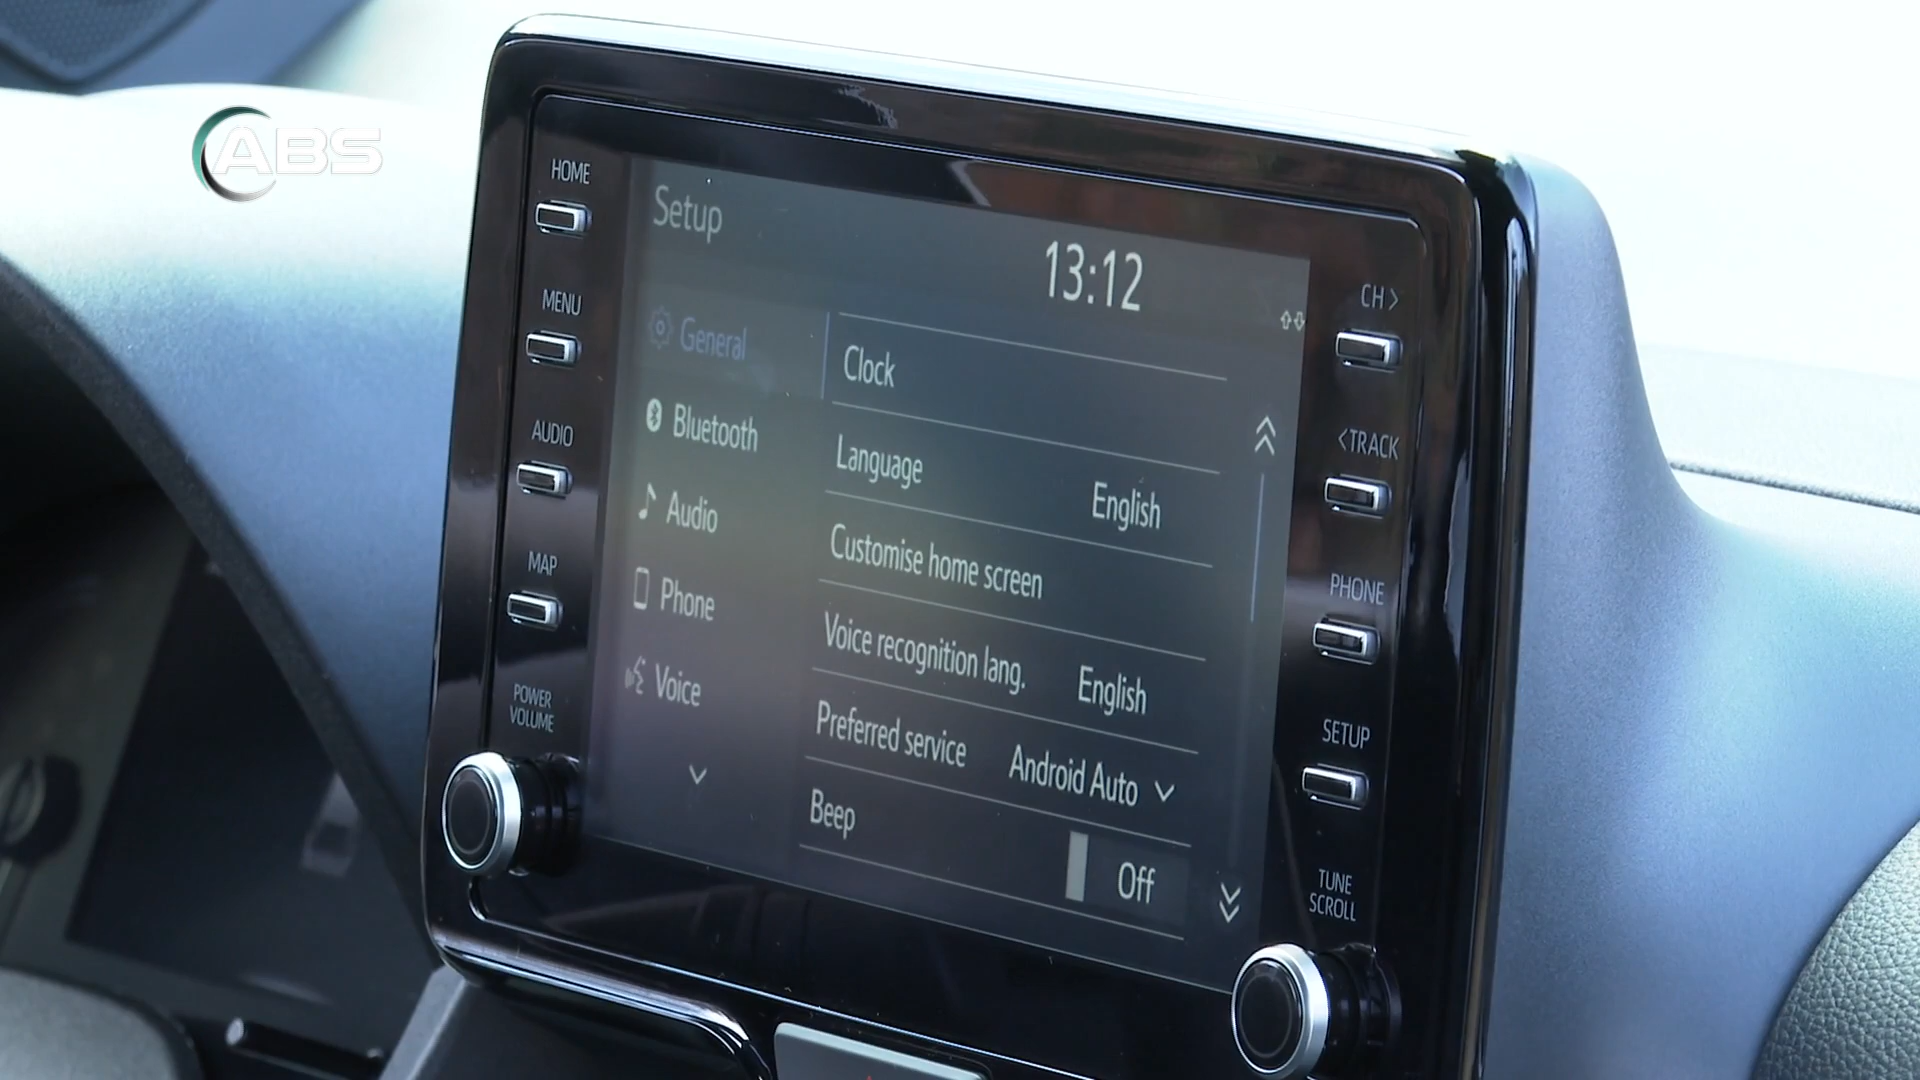 ABS
HOME
MENU
AUDIO
MAP
POWER
VOLUME
Setup
13:12
General
Bluetooth
Audio
Phone
Voice
Clock
Language English
Customise home screen
Voice recognition lang. English
Preferred service Android Auto
Beep Off
CH>
<TRACK
PHONE
SETUP
TUNE
SCROLL